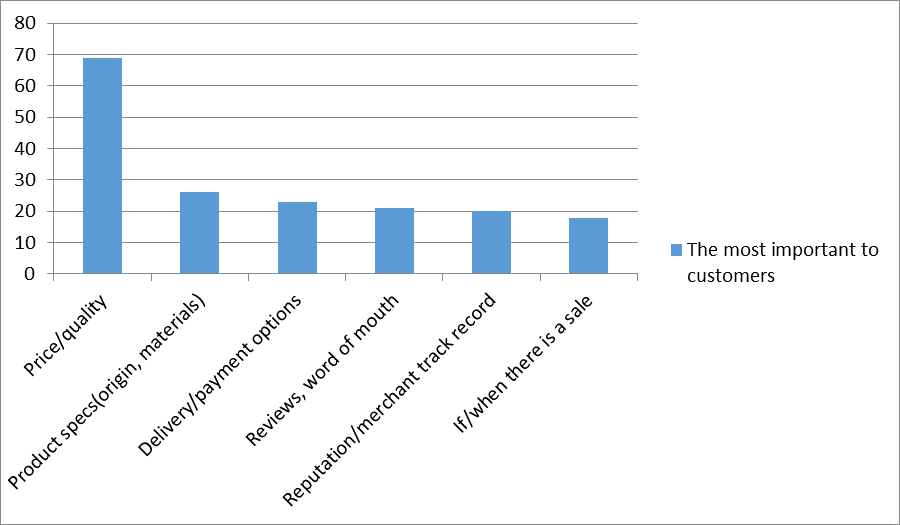 80
70
60
50
40
30
20
10
0
Price/quality
Product specs(origin, materials)
Delivery/payment options
Reviews, word of mouth
Reputation/merchant track record
If/when there is a sale
The most important to
customers